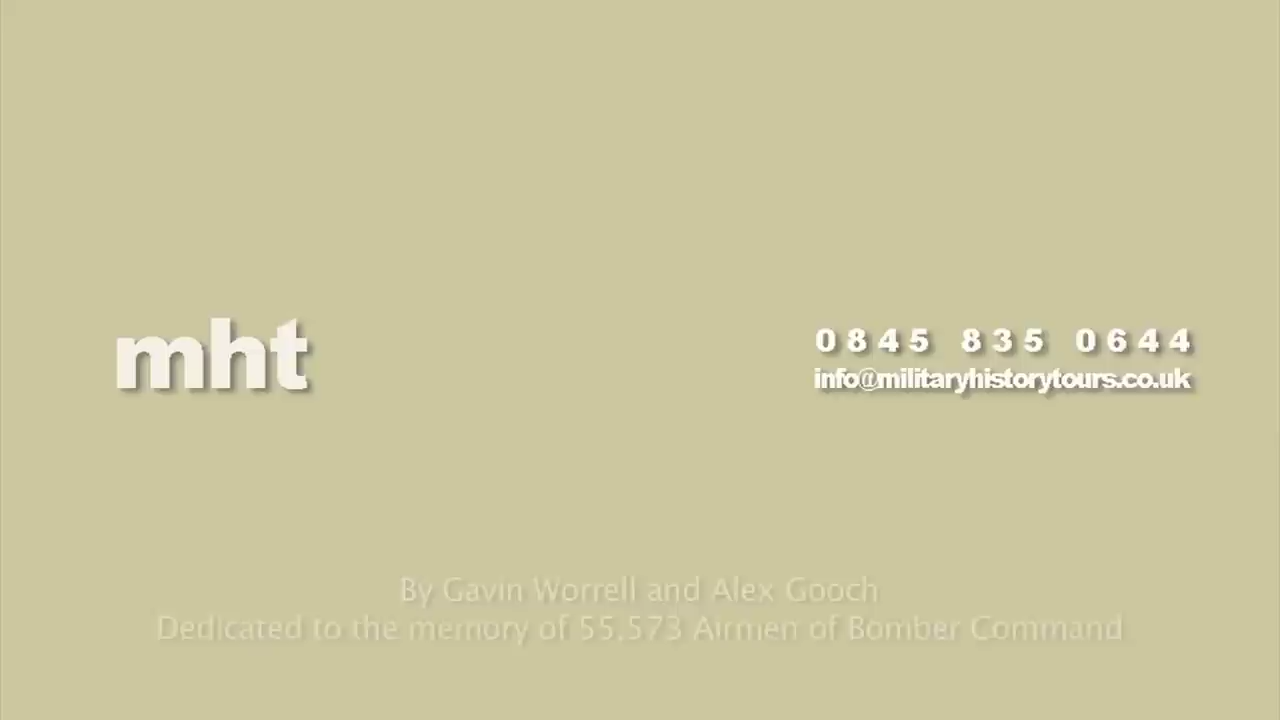 mht
0845 835 0644
info@militaryhistorytours.co.uk
By Gavin Worrell and Alex Gooch
Dedicated to the memory of 55,573 Airmen of Bomber Command